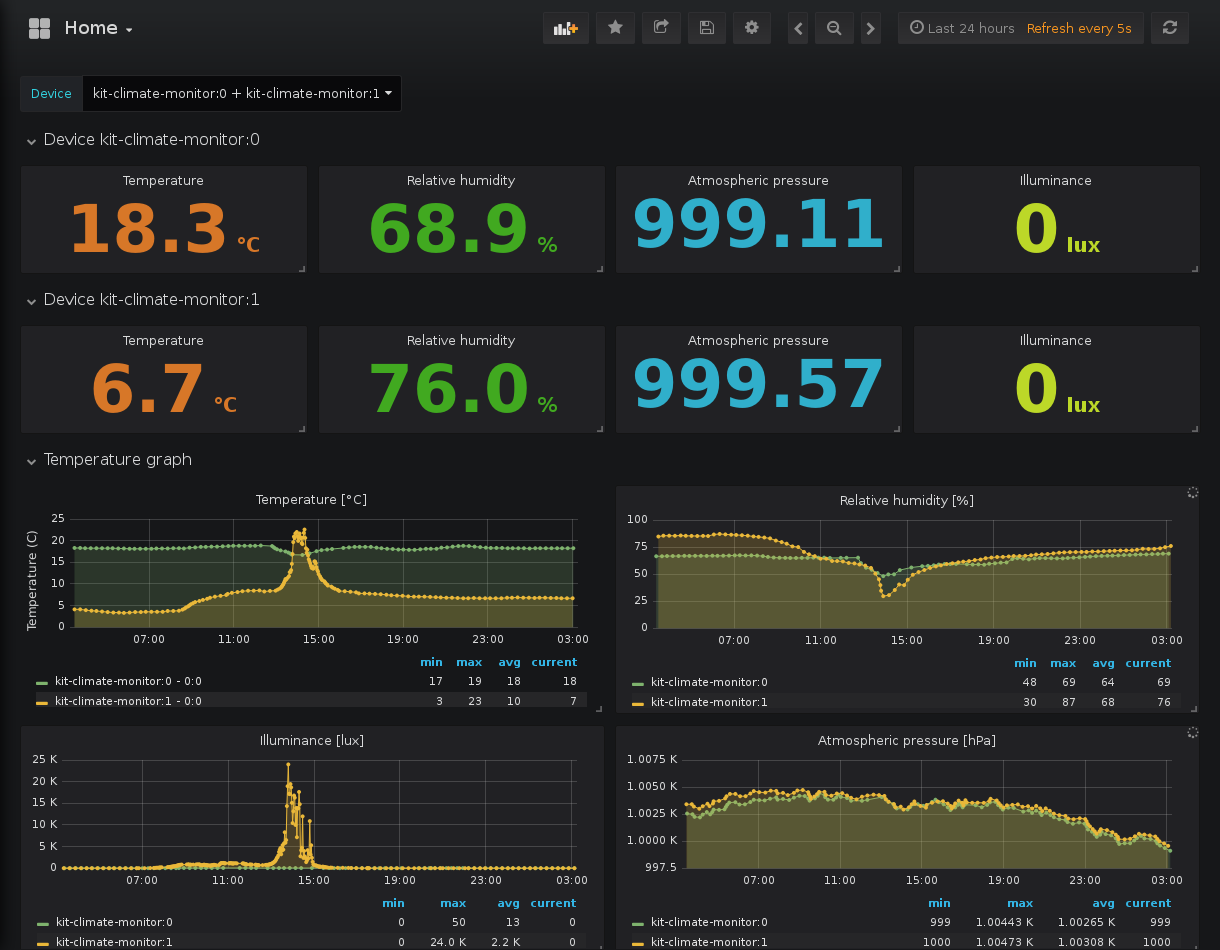 Home
Last 24 hours Refresh every 5s
Device kit-climate-monitor:0 + kit-climate-monitor:1
Device kit-climate-monitor:0
Temperature Relative humidity Atmospheric pressure Illuminance
18.3 °C 68.9 % 999.11 0 lux
Device kit-climate-monitor:1
Temperature Relative humidity Atmospheric pressure Illuminance
6.7 °C 76.0 % 999.57 0 lux
Temperature graph
Temperature [°C]
Temperature (C)
25
20
15
10
5
0
07:00 11:00 15:00 19:00 23:00 03:00
min max avg current
kit-climate-monitor:0 - 0:0 17 19 18 18
kit-climate-monitor:1 - 0:0 3 23 10 7
Relative humidity [%]
100
75
50
25
0
07:00 11:00 15:00 19:00 23:00 03:00
min max avg current
kit-climate-monitor:0 48 69 64 69
kit-climate-monitor:1 30 87 68 76
Illuminance [lux]
25 K
20 K
15 K
10 K
5 K
0
07:00 11:00 15:00 19:00 23:00 03:00
min max avg current
kit-climate-monitor:0 0 50 13 0
kit-climate-monitor:1 0 24.0 K 2.2 K 0
Atmospheric pressure [hPa]
1.0075 K
1.0050 K
1.0025 K
1.0000 K
997.5
07:00 11:00 15:00 19:00 23:00 03:00
min max avg current
kit-climate-monitor:0 999 1.00443 K 1.00265 K 999
kit-climate-monitor:1 1000 1.00473 K 1.00308 K 1000